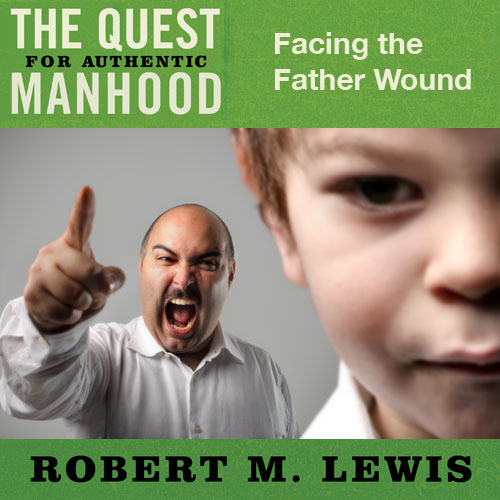 THE QUEST
FOR AUTHENTIC
MANHOOD
Facing the
Father Wound
ROBERT M. LEWIS